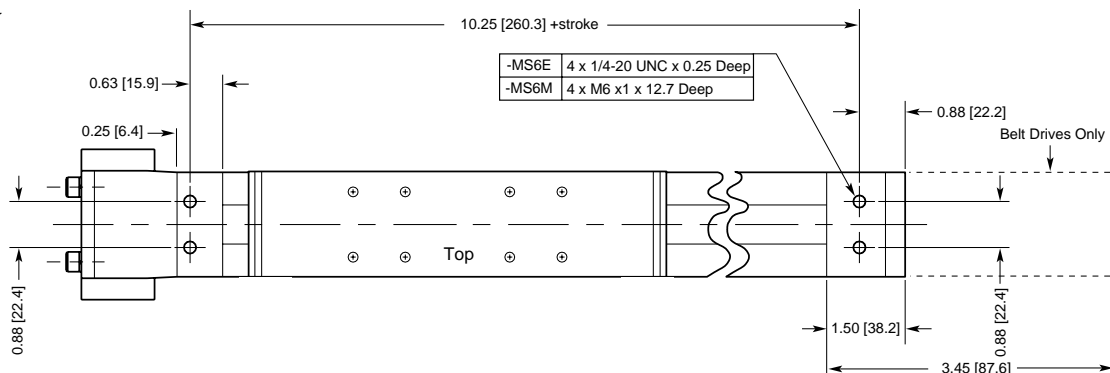 10.25 [260.3] +stroke
-MS6E 4 x 1/4-20 UNC x 0.25 Deep
-MS6M 4 x M6 x1 x 12.7 Deep
0.63 [15.9]
0.88 [22.2]
0.25 [6.4]
Belt Drives Only
Top
0.88 [22.4]
0.88 [22.4]
1.50 [38.2]
3.45 [87.6]